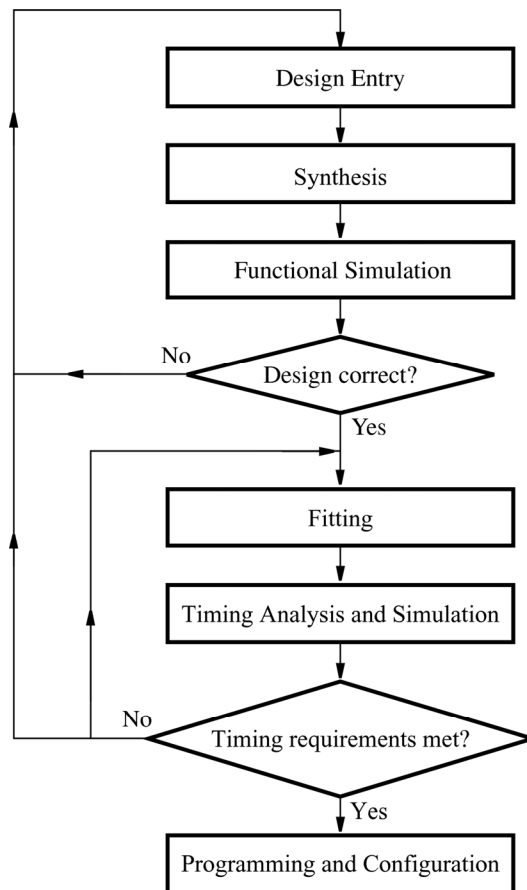 Design Entry
Synthesis
Functional Simulation
No
Design correct?
Yes
Fitting
Timing Analysis and Simulation
No
Timing requirements met?
Yes
Programming and Configuration